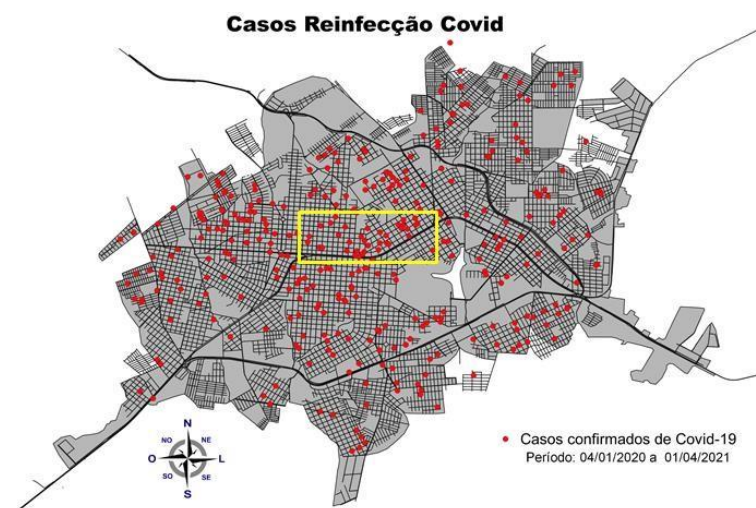 Casos Reinfecção Covid
N
NO
NE
O
L
SO
SE
S
Casos confirmados de Covid-19
Período: 04/01/2020 a 01/04/2021